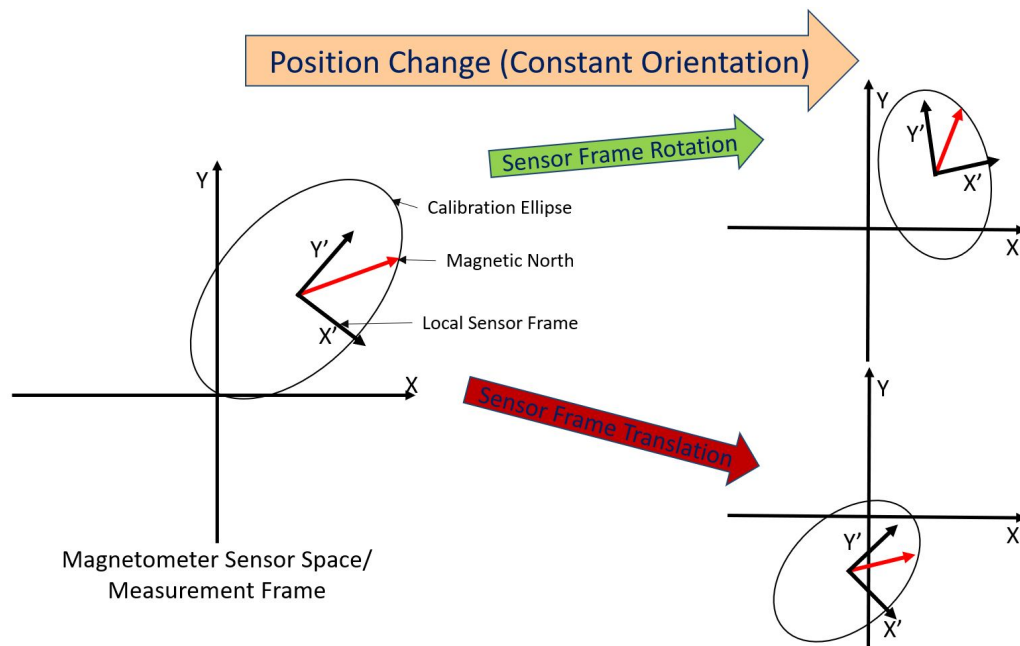 Position Change (Constant Orientation)
Sensor Frame Rotation
Y
Y'
X'
X
Y
Calibration Ellipse
Y'
Magnetic North
X'
Local Sensor Frame
X
Sensor Frame Translation
Y
X
Y'
X'
Magnetometer Sensor Space/
Measurement Frame